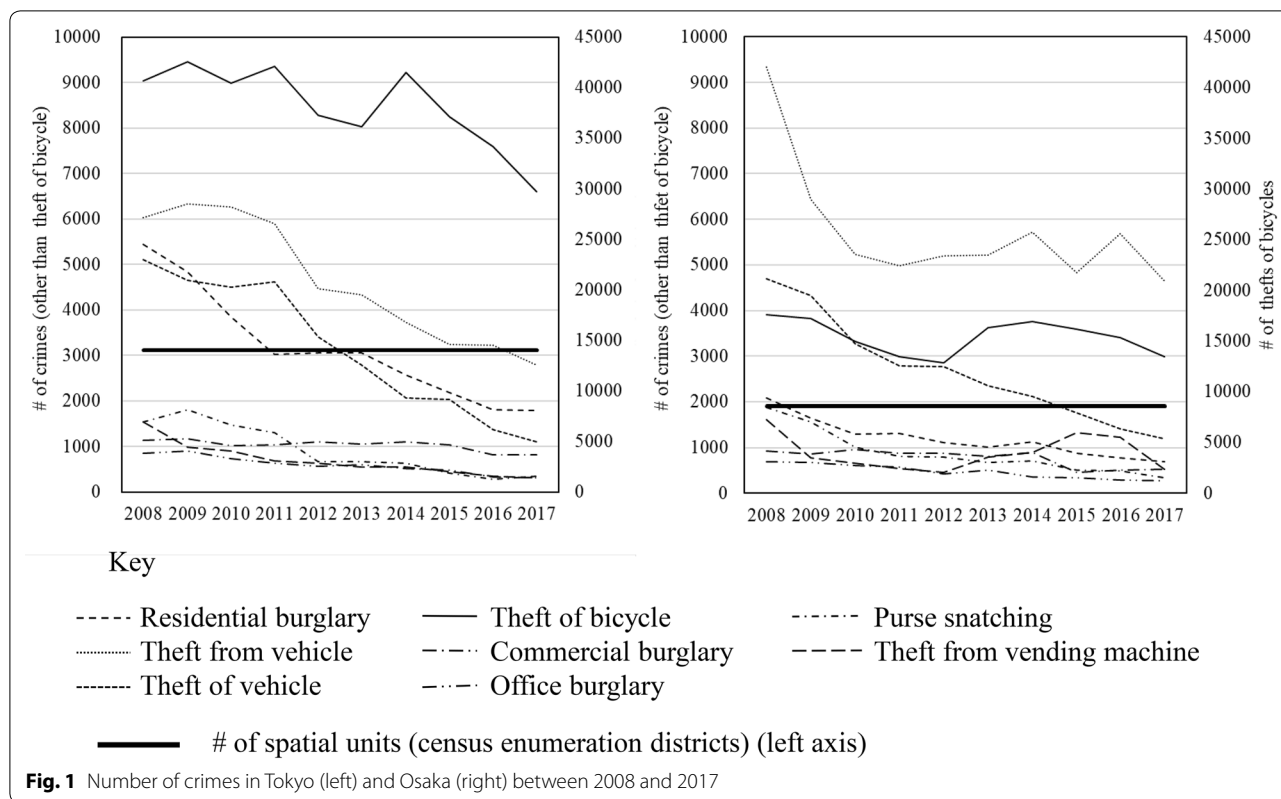 10000
9000
8000
7000
6000
5000
4000
3000
2000
1000
0
# of crimes (other than theft of bicycle)
45000
40000
35000
30000
25000
20000
15000
10000
5000
0
2008 2009 2010 2011 2012 2013 2014 2015 2016 2017
10000
9000
8000
7000
6000
5000
4000
3000
2000
1000
0
# of crimes (other than thfet of bicycle)
45000
40000
35000
30000
25000
20000
15000
10000
5000
0
# of thefts of bicycles
2008 2009 2010 2011 2012 2013 2014 2015 2016 2017
Key
Residential burglary
Theft of bicycle
Purse snatching
Theft from vehicle
Commercial burglary
Theft from vending machine
Theft of vehicle
Office burglary
# of spatial units (census enumeration districts) (left axis)
Fig. 1 Number of crimes in Tokyo (left) and Osaka (right) between 2008 and 2017